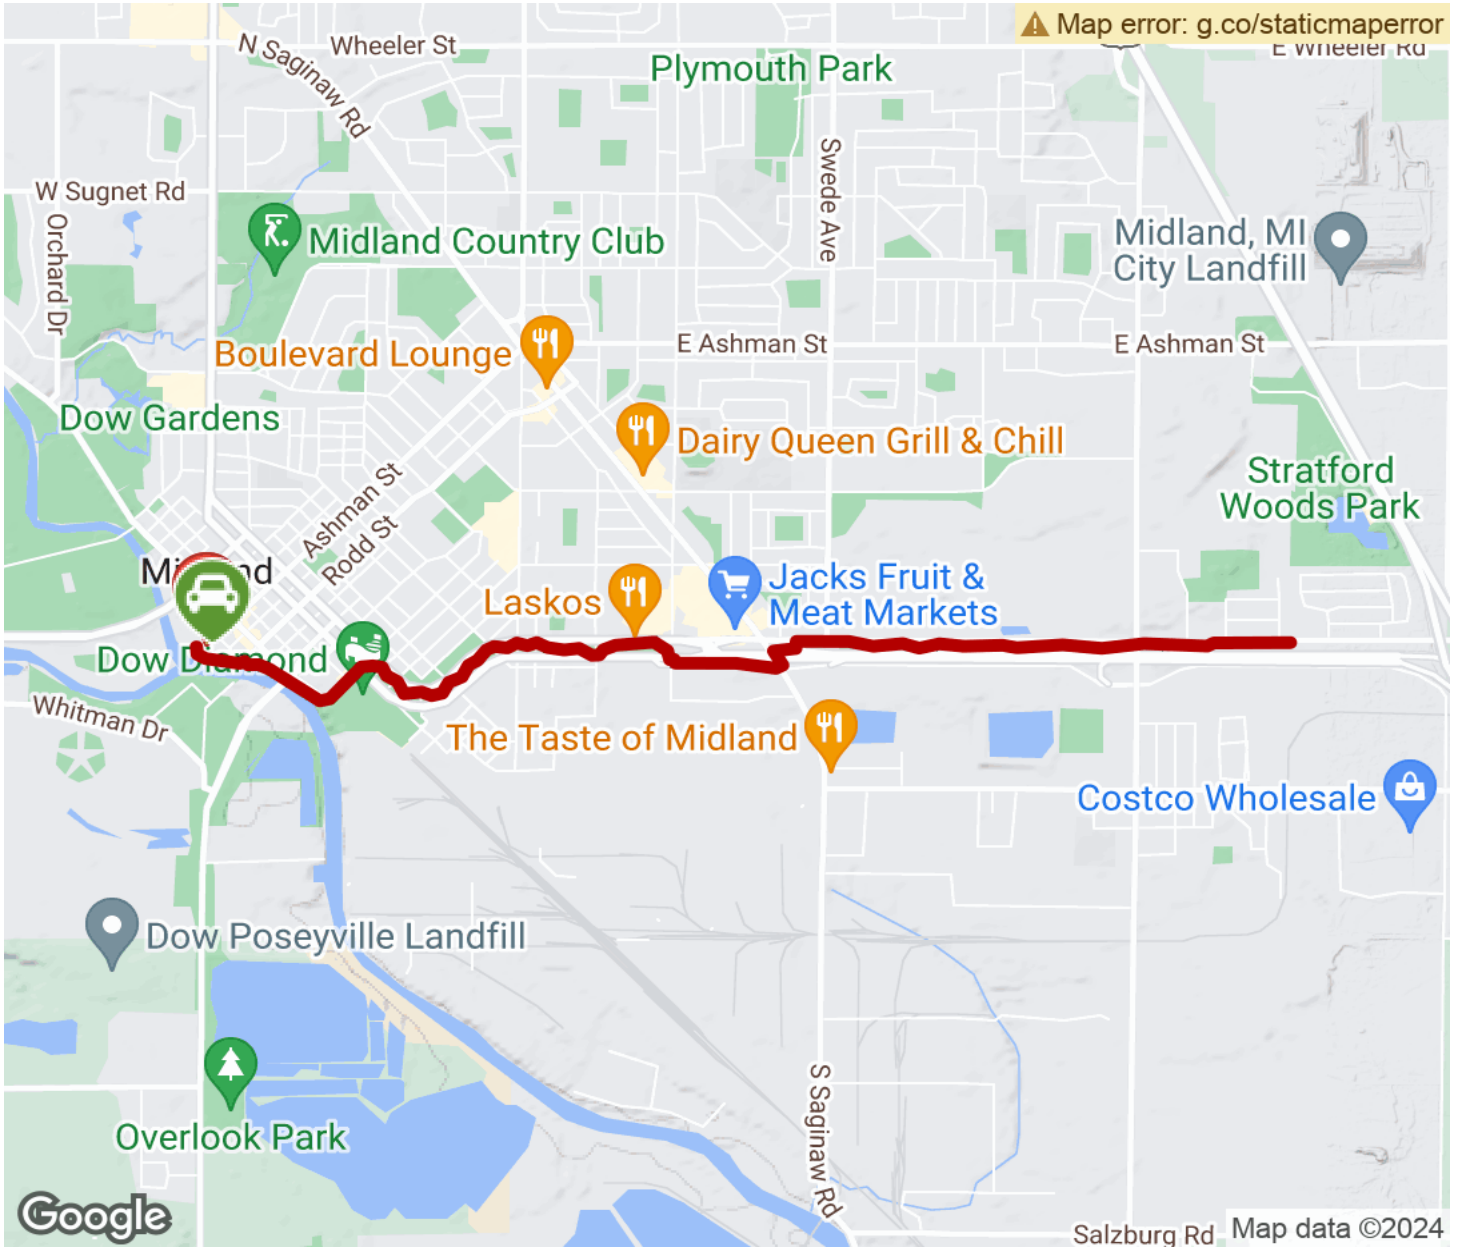 Map error: g.co/staticmaperror
Wheeler St
E Wheeler Rd
N Saginaw Rd
Plymouth Park
Swede Ave
W Sugnet Rd
Orchard Dr
Midland Country Club
Midland, MI
City Landfill
Boulevard Lounge
E Ashman St
E Ashman St
Dow Gardens
Dairy Queen Grill & Chill
Stratford
Woods Park
Ashman St
Rodd St
Jacks Fruit &
Meat Markets
Laskos
Dow Diamond
Whitman Dr
The Taste of Midland
Costco Wholesale
Dow Poseyville Landfill
Overlook Park
S Saginaw Rd
Google
Salzburg Rd
Map data ©2024